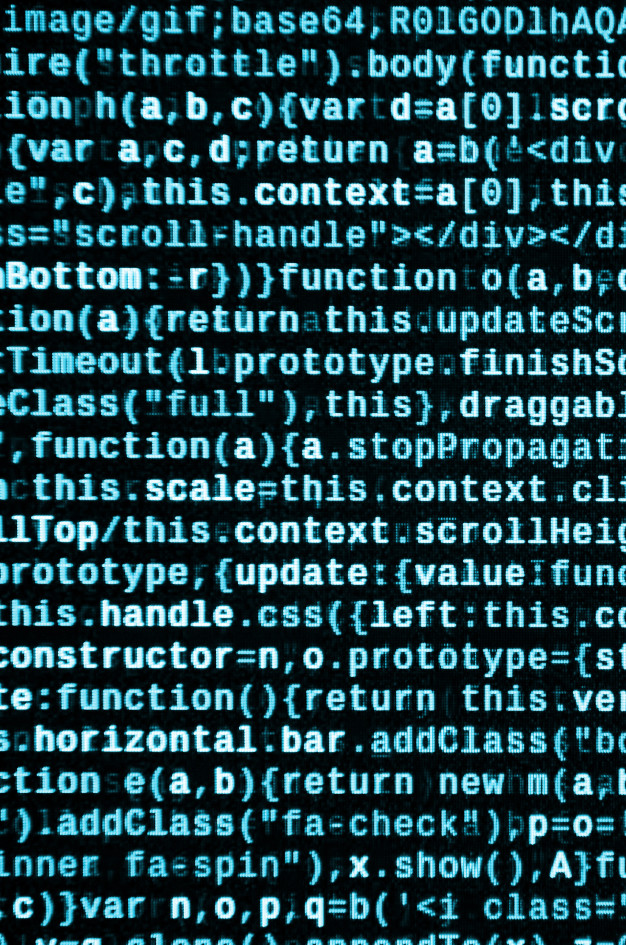 image/gif;base64,R0lGODlhAQA
ire("throttle").body(functio
ion h(a,b,c){var d=a[0] scro
{var a,c,d;return a=b('<div
e",c),this.context=a[0],this
ss="scroll-handle"></div></di
nBottom:-r})}function o(a,b,c
tion(a){return this.updateScr
tTimeout(l prototype.finishSc
eClass("full"),this},draggabl
",function(a){a.stopPropagati
this.scale=this.context.cli
llTop/this.context.scrollHeig
prototype,{update:{value:func
this.handle.css({left:this.co
constructor=n,o.prototype={st
te:function(){return this.ver
s.horizontal.bar.addClass("bo
ction e(a,b){return new m(a,b
").addClass("fa-check"),p=o=!
inner fa-spin"),x.show(),A}fu
.c)}var n,o,p,q=b('<i class="